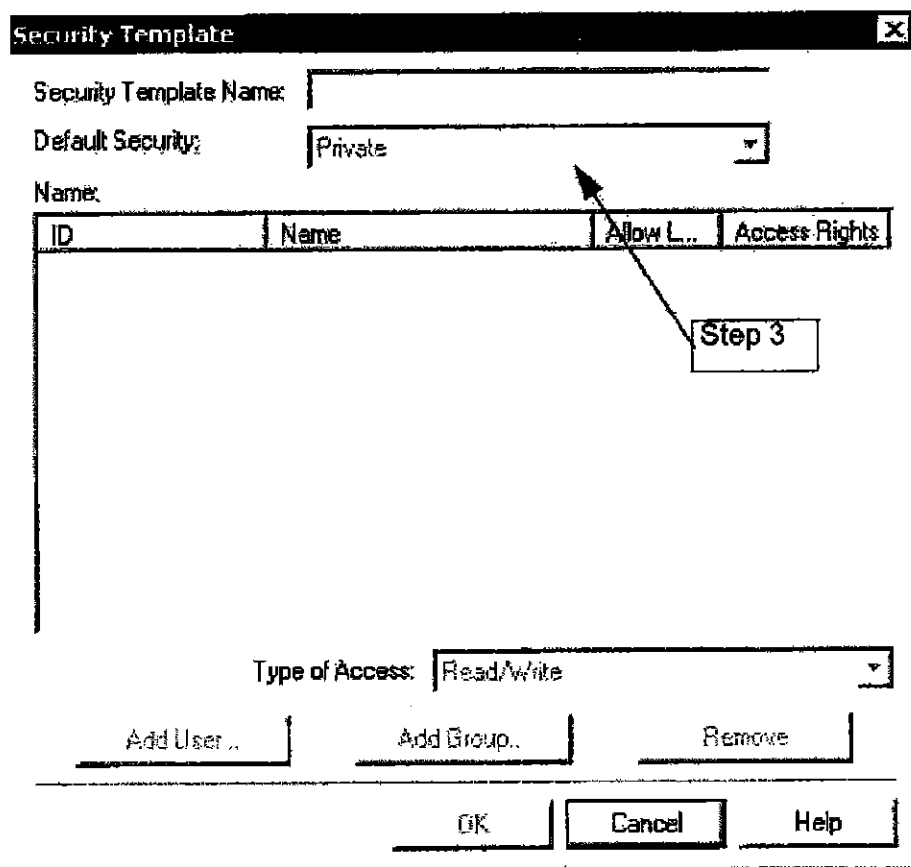 Security Template
Security Template Name:
Default Security:
Private
Name:
ID Name Allow L... Access Rights
Step 3
Type of Access: Read/Write
Add User... Add Group... Remove
OK Cancel Help